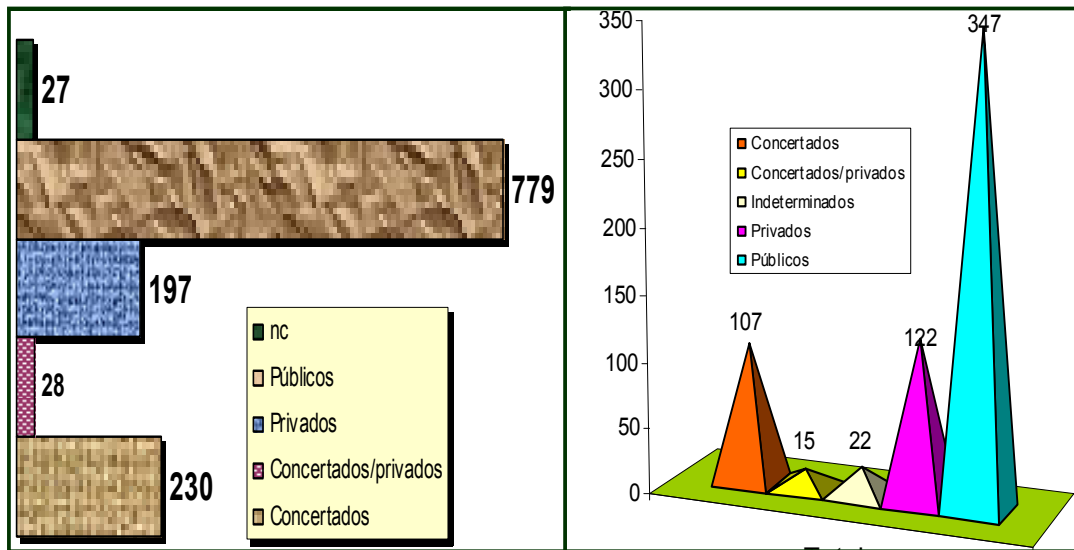 27
779
197
28
230
nc
Públicos
Privados
Concertados/privados
Concertados
350
300
250
200
150
100
50
0
347
107
15
22
122
Concertados
Concertados/privados
Indeterminados
Privados
Públicos